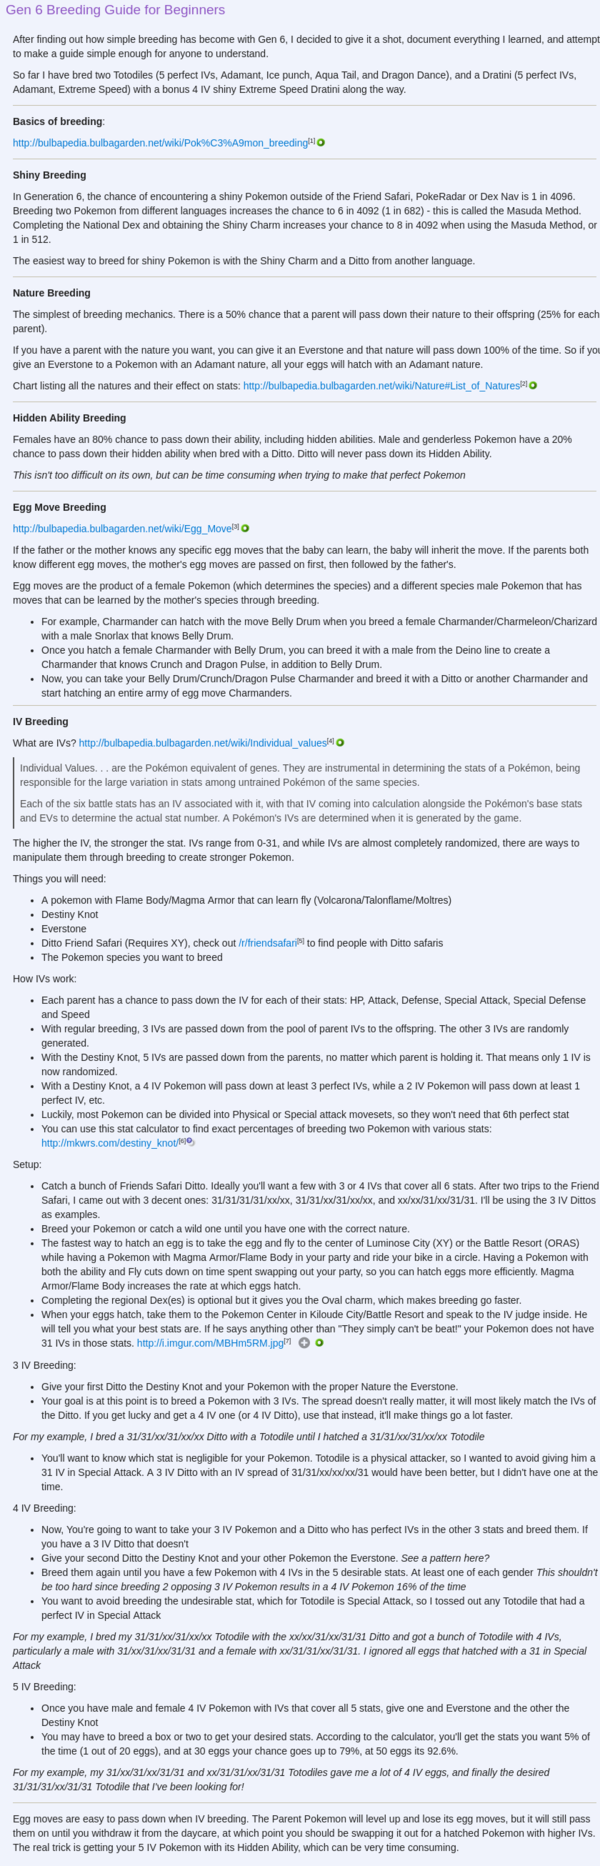 Gen 6 Breeding Guide for Beginners
After finding out how simple breeding has become with Gen 6, I decided to give it a shot, document everything I learned, and attempt
to make a guide simple enough for anyone to understand.
So far I have bred two Totodiles (5 perfect IVs, Adamant, Ice punch, Aqua Tail, and Dragon Dance), and a Dratini (5 perfect IVs,
Adamant, Extreme Speed) with a bonus 4 IV shiny Extreme Speed Dratini along the way.
Basics of breeding:
http://bulbapedia.bulbagarden.net/wiki/Pok%C3%A9mon_breeding[1]
Shiny Breeding
In Generation 6, the chance of encountering a shiny Pokemon outside of the Friend Safari, PokeRadar or Dex Nav is 1 in 4096.
Breeding two Pokemon from different languages increases the chance to 6 in 4092 (1 in 682) - this is called the Masuda Method.
Completing the National Dex and obtaining the Shiny Charm increases your chance to 8 in 4092 when using the Masuda Method, or
1 in 512.
The easiest way to breed for shiny Pokemon is with the Shiny Charm and a Ditto from another language.
Nature Breeding
The simplest of breeding mechanics. There is a 50% chance that a parent will pass down their nature to their offspring (25% for each
parent).
If you have a parent with the nature you want, you can give it an Everstone and that nature will pass down 100% of the time. So if you
give an Everstone to a Pokemon with an Adamant nature, all your eggs will hatch with an Adamant nature.
Chart listing all the natures and their effect on stats: http://bulbapedia.bulbagarden.net/wiki/Nature#List_of_Natures[2]
Hidden Ability Breeding
Females have an 80% chance to pass down their ability, including hidden abilities. Male and genderless Pokemon have a 20%
chance to pass down their hidden ability when bred with a Ditto. Ditto will never pass down its Hidden Ability.
This isn't too difficult on its own, but can be time consuming when trying to make that perfect Pokemon
Egg Move Breeding
http://bulbapedia.bulbagarden.net/wiki/Egg_Move[3]
If the father or the mother knows any specific egg moves that the baby can learn, the baby will inherit the move. If the parents both
know different egg moves, the mother's egg moves are passed on first, then followed by the father's.
Egg moves are the product of a female Pokemon (which determines the species) and a different species male Pokemon that has
moves that can be learned by the mother's species through breeding.
• For example, Charmander can hatch with the move Belly Drum when you breed a female Charmander/Charmeleon/Charizard
with a male Snorlax that knows Belly Drum.
• Once you hatch a female Charmander with Belly Drum, you can breed it with a male from the Deino line to create a
Charmander that knows Crunch and Dragon Pulse, in addition to Belly Drum.
• Now, you can take your Belly Drum/Crunch/Dragon Pulse Charmander and breed it with a Ditto or another Charmander and
start hatching an entire army of egg move Charmanders.
IV Breeding
What are IVs? http://bulbapedia.bulbagarden.net/wiki/Individual_values[4]
Individual Values. . . are the Pokémon equivalent of genes. They are instrumental in determining the stats of a Pokémon, being
responsible for the large variation in stats among untrained Pokémon of the same species.
Each of the six battle stats has an IV associated with it, with that IV coming into calculation alongside the Pokémon's base stats
and EVs to determine the actual stat number. A Pokémon's IVs are determined when it is generated by the game.
The higher the IV, the stronger the stat. IVs range from 0-31, and while IVs are almost completely randomized, there are ways to
manipulate them through breeding to create stronger Pokemon.
Things you will need:
• A pokemon with Flame Body/Magma Armor that can learn fly (Volcarona/Talonflame/Moltres)
• Destiny Knot
• Everstone
• Ditto Friend Safari (Requires XY), check out /r/friendsafari[5] to find people with Ditto safaris
• The Pokemon species you want to breed
How IVs work:
• Each parent has a chance to pass down the IV for each of their stats: HP, Attack, Defense, Special Attack, Special Defense
and Speed
• With regular breeding, 3 IVs are passed down from the pool of parent IVs to the offspring. The other 3 IVs are randomly
generated.
• With the Destiny Knot, 5 IVs are passed down from the parents, no matter which parent is holding it. That means only 1 IV is
now randomized.
• With a Destiny Knot, a 4 IV Pokemon will pass down at least 3 perfect IVs, while a 2 IV Pokemon will pass down at least 1
perfect IV, etc.
• Luckily, most Pokemon can be divided into Physical or Special attack movesets, so they won't need that 6th perfect stat
• You can use this stat calculator to find exact percentages of breeding two Pokemon with various stats:
http://mkwrs.com/destiny_knot/[6]
Setup:
• Catch a bunch of Friends Safari Ditto. Ideally you'll want a few with 3 or 4 IVs that cover all 6 stats. After two trips to the Friend
Safari, I came out with 3 decent ones: 31/31/31/31/xx/xx, 31/31/xx/31/xx/xx, and xx/xx/31/xx/31/31. I'll be using the 3 IV Dittos
as examples.
• Breed your Pokemon or catch a wild one until you have one with the correct nature.
• The fastest way to hatch an egg is to take the egg and fly to the center of Luminose City (XY) or the Battle Resort (ORAS)
while having a Pokemon with Magma Armor/Flame Body in your party and ride your bike in a circle. Having a Pokemon with
both the ability and Fly cuts down on time spent swapping out your party, so you can hatch eggs more efficiently. Magma
Armor/Flame Body increases the rate at which eggs hatch.
• Completing the regional Dex(es) is optional but it gives you the Oval charm, which makes breeding go faster.
• When your eggs hatch, take them to the Pokemon Center in Kiloude City/Battle Resort and speak to the IV judge inside. He
will tell you what your best stats are. If he says anything other than "They simply can't be beat!" your Pokemon does not have
31 IVs in those stats. http://i.imgur.com/MBHm5RM.jpg[7]
3 IV Breeding:
• Give your first Ditto the Destiny Knot and your Pokemon with the proper Nature the Everstone.
• Your goal is at this point is to breed a Pokemon with 3 IVs. The spread doesn't really matter, it will most likely match the IVs of
the Ditto. If you get lucky and get a 4 IV one (or 4 IV Ditto), use that instead, it'll make things go a lot faster.
For my example, I bred a 31/31/xx/31/xx/xx Ditto with a Totodile until I hatched a 31/31/xx/31/xx/xx Totodile
• You'll want to know which stat is negligible for your Pokemon. Totodile is a physical attacker, so I wanted to avoid giving him a
31 IV in Special Attack. A 3 IV Ditto with an IV spread of 31/31/xx/xx/xx/31 would have been better, but I didn't have one at the
time.
4 IV Breeding:
• Now, You're going to want to take your 3 IV Pokemon and a Ditto who has perfect IVs in the other 3 stats and breed them. If
you have a 3 IV Ditto that doesn't
• Give your second Ditto the Destiny Knot and your other Pokemon the Everstone. See a pattern here?
• Breed them again until you have a few Pokemon with 4 IVs in the 5 desirable stats. At least one of each gender This shouldn't
be too hard since breeding 2 opposing 3 IV Pokemon results in a 4 IV Pokemon 16% of the time
• You want to avoid breeding the undesirable stat, which for Totodile is Special Attack, so I tossed out any Totodile that had a
perfect IV in Special Attack
For my example, I bred my 31/31/xx/31/xx/xx Totodile with the xx/xx/31/xx/31/31 Ditto and got a bunch of Totodile with 4 IVs,
particularly a male with 31/xx/31/xx/31/31 and a female with xx/31/31/xx/31/31. I ignored all eggs that hatched with a 31 in Special
Attack
5 IV Breeding:
• Once you have male and female 4 IV Pokemon with IVs that cover all 5 stats, give one and Everstone and the other the
Destiny Knot
• You may have to breed a box or two to get your desired stats. According to the calculator, you'll get the stats you want 5% of
the time (1 out of 20 eggs), and at 30 eggs your chance goes up to 79%, at 50 eggs its 92.6%.
For my example, my 31/xx/31/xx/31/31 and xx/31/31/xx/31/31 Totodiles gave me a lot of 4 IV eggs, and finally the desired
31/31/31/xx/31/31 Totodile that I've been looking for!
Egg moves are easy to pass down when IV breeding. The Parent Pokemon will level up and lose its egg moves, but it will still pass
them on until you withdraw it from the daycare, at which point you should be swapping it out for a hatched Pokemon with higher IVs.
The real trick is getting your 5 IV Pokemon with its Hidden Ability, which can be very time consuming.